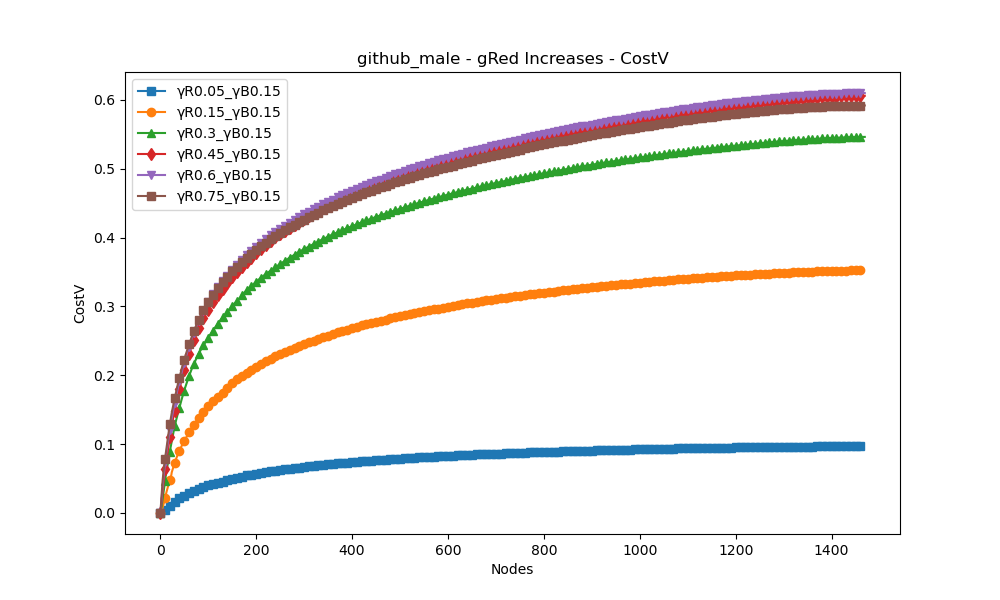 github_male - gRed Increases - CostV
γR0.05_γB0.15
γR0.15_γB0.15
γR0.3_γB0.15
γR0.45_γB0.15
γR0.6_γB0.15
γR0.75_γB0.15
CostV
0.6
0.5
0.4
0.3
0.2
0.1
0.0
0 200 400 600 800 1000 1200 1400
Nodes